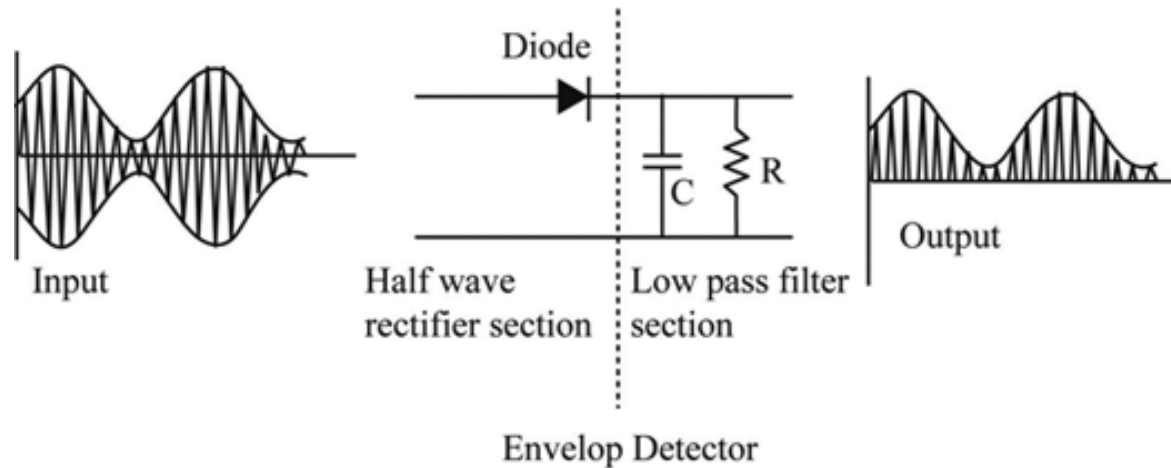 Diode
C
R
Input
Output
Half wave
rectifier section
Low pass filter
section
Envelop Detector